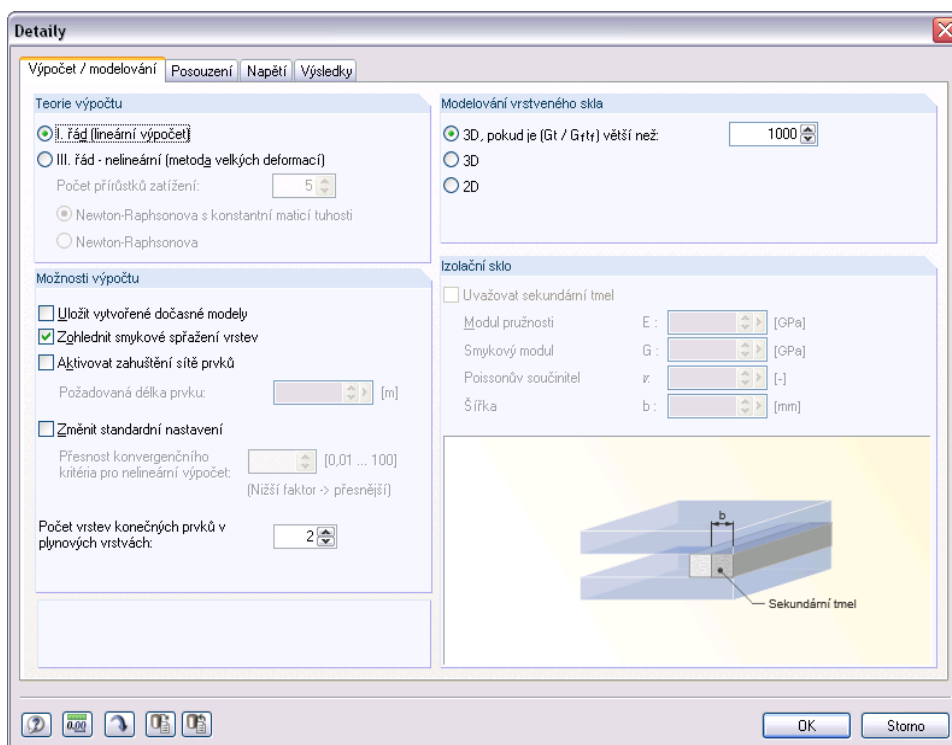 Detaily
Výpočet / modelování
Posouzení
Napětí
Výsledky
Teorie výpočtu
I. řád (lineární výpočet)
III. řád - nelineární (metoda velkých deformací)
Počet přírůstků zatížení:
5
Newton-Raphsonova s konstantní maticí tuhosti
Newton-Raphsonova
Možnosti výpočtu
Uložit vytvořené dočasné modely
Zohlednit smykové spřažení vrstev
Aktivovat zahuštění sítě prvků
Požadovaná délka prvku:
[m]
Změnit standardní nastavení
Přesnost konvergenčního
kritéria pro nelineární výpočet:
[0,01 ... 100]
(Nižší faktor -> přesnější)
Počet vrstev konečných prvků v
plynových vrstvách:
2
Modelování vrstveného skla
3D, pokud je (Gt / Gftf) větší než:
1000
3D
2D
Izolační sklo
Uvažovat sekundární tmel
Modul pružnosti E : [GPa]
Smykový modul G : [GPa]
Poissonův součinitel ν: [-]
Šířka b : [mm]
b
Sekundární tmel
0.00
OK
Storno